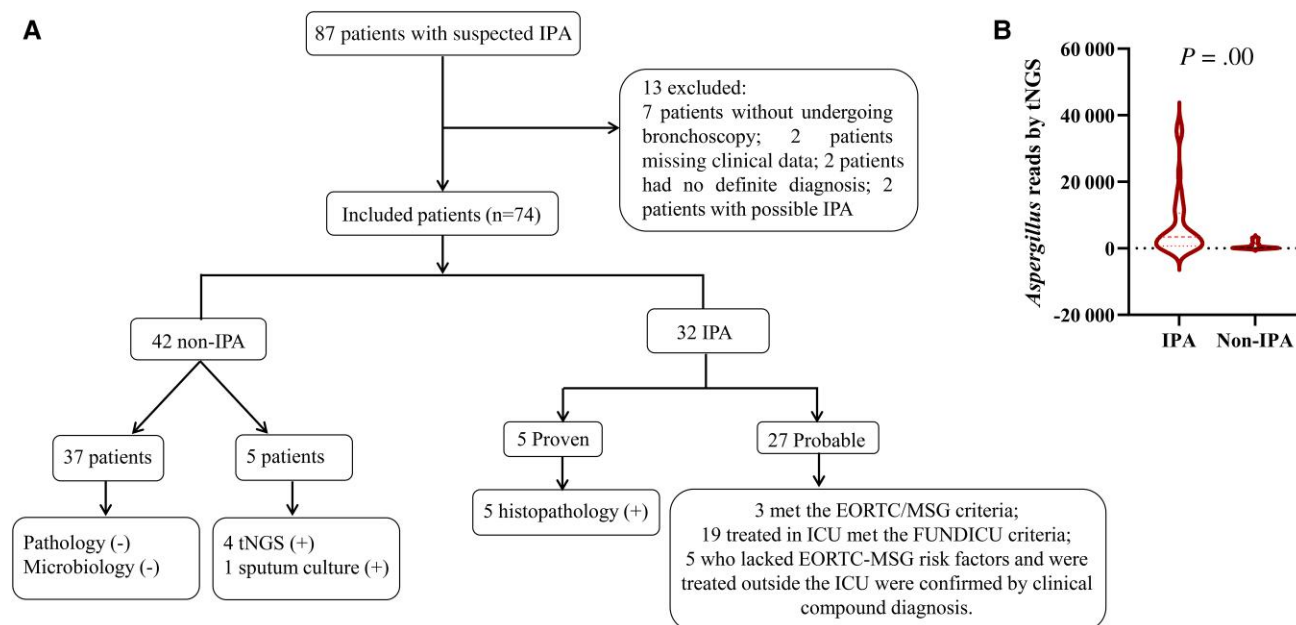 A
87 patients with suspected IPA
13 excluded:
7 patients without undergoing
bronchoscopy; 2 patients
missing clinical data; 2 patients
had no definite diagnosis; 2
patients with possible IPA
Included patients (n=74)
42 non-IPA
32 IPA
37 patients
5 patients
5 Proven
27 Probable
Pathology (-)
Microbiology (-)
4 tNGS (+)
1 sputum culture (+)
5 histopathology (+)
3 met the EORTC/MSG criteria;
19 treated in ICU met the FUNDICU criteria;
5 who lacked EORTC-MSG risk factors and were
treated outside the ICU were confirmed by clinical
compound diagnosis.
B
P = .00
Aspergillus reads by tNGS
60 000
40 000
20 000
0
-20 000
IPA Non-IPA